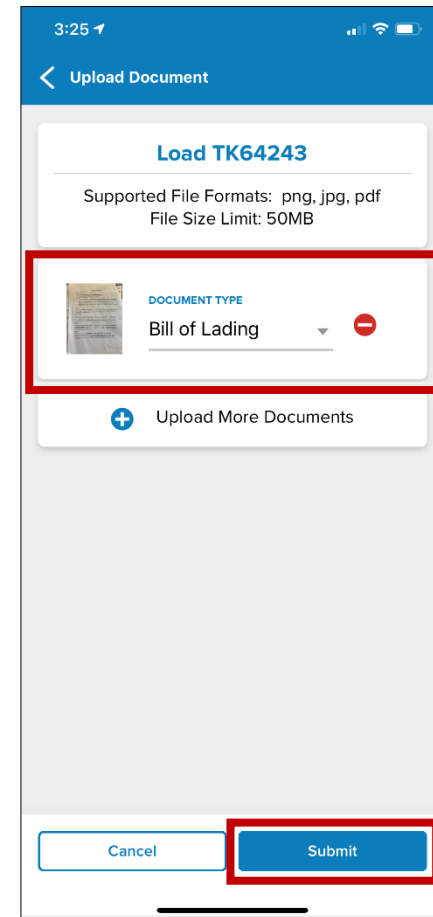 3:25
Upload Document
Load TK64243
Supported File Formats: png, jpg, pdf
File Size Limit: 50MB
DOCUMENT TYPE
Bill of Lading
Upload More Documents
Cancel
Submit